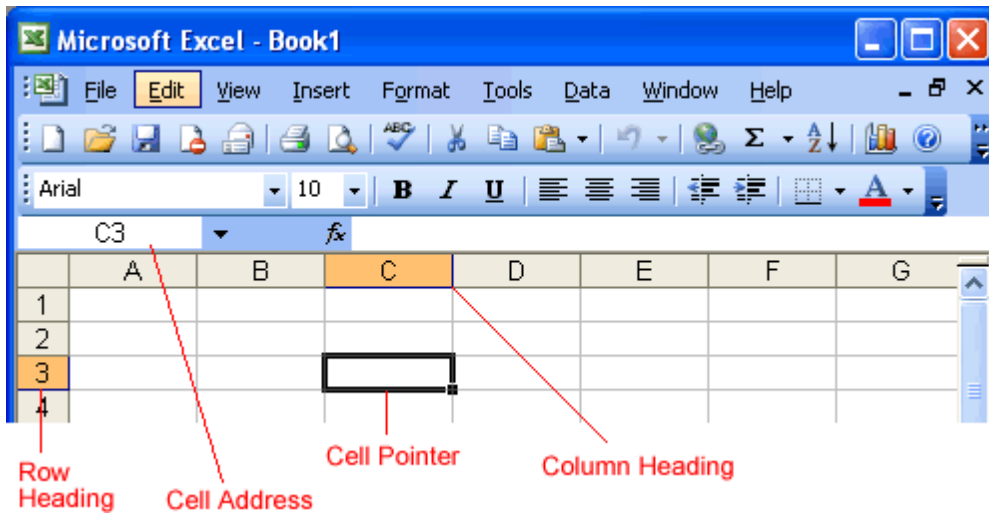 Microsoft Excel - Book1
File Edit View Insert Format Tools Data Window Help
ABC Σ A Z
Arial 10 B I U A
C3 fx
A B C D E F G
1
2
3
4
Cell Pointer Column Heading
Row
Heading Cell Address